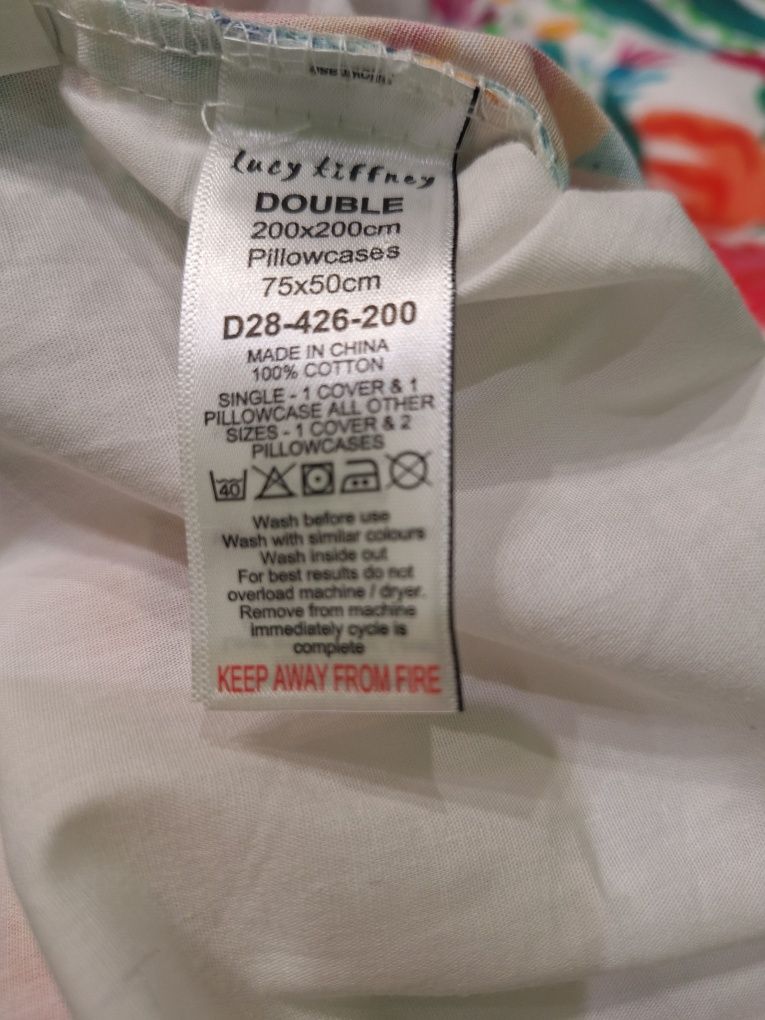 lucy tiffney
DOUBLE
200x200cm
Pillowcases
75x50cm
D28-426-200
MADE IN CHINA
100% COTTON
SINGLE - 1 COVER & 1
PILLOWCASE ALL OTHER
SIZES - 1 COVER & 2
PILLOWCASES
40
Wash before use
Wash with similar colours
Wash inside out
For best results do not
overload machine / dryer.
Remove from machine
immediately cycle is
complete
KEEP AWAY FROM FIRE